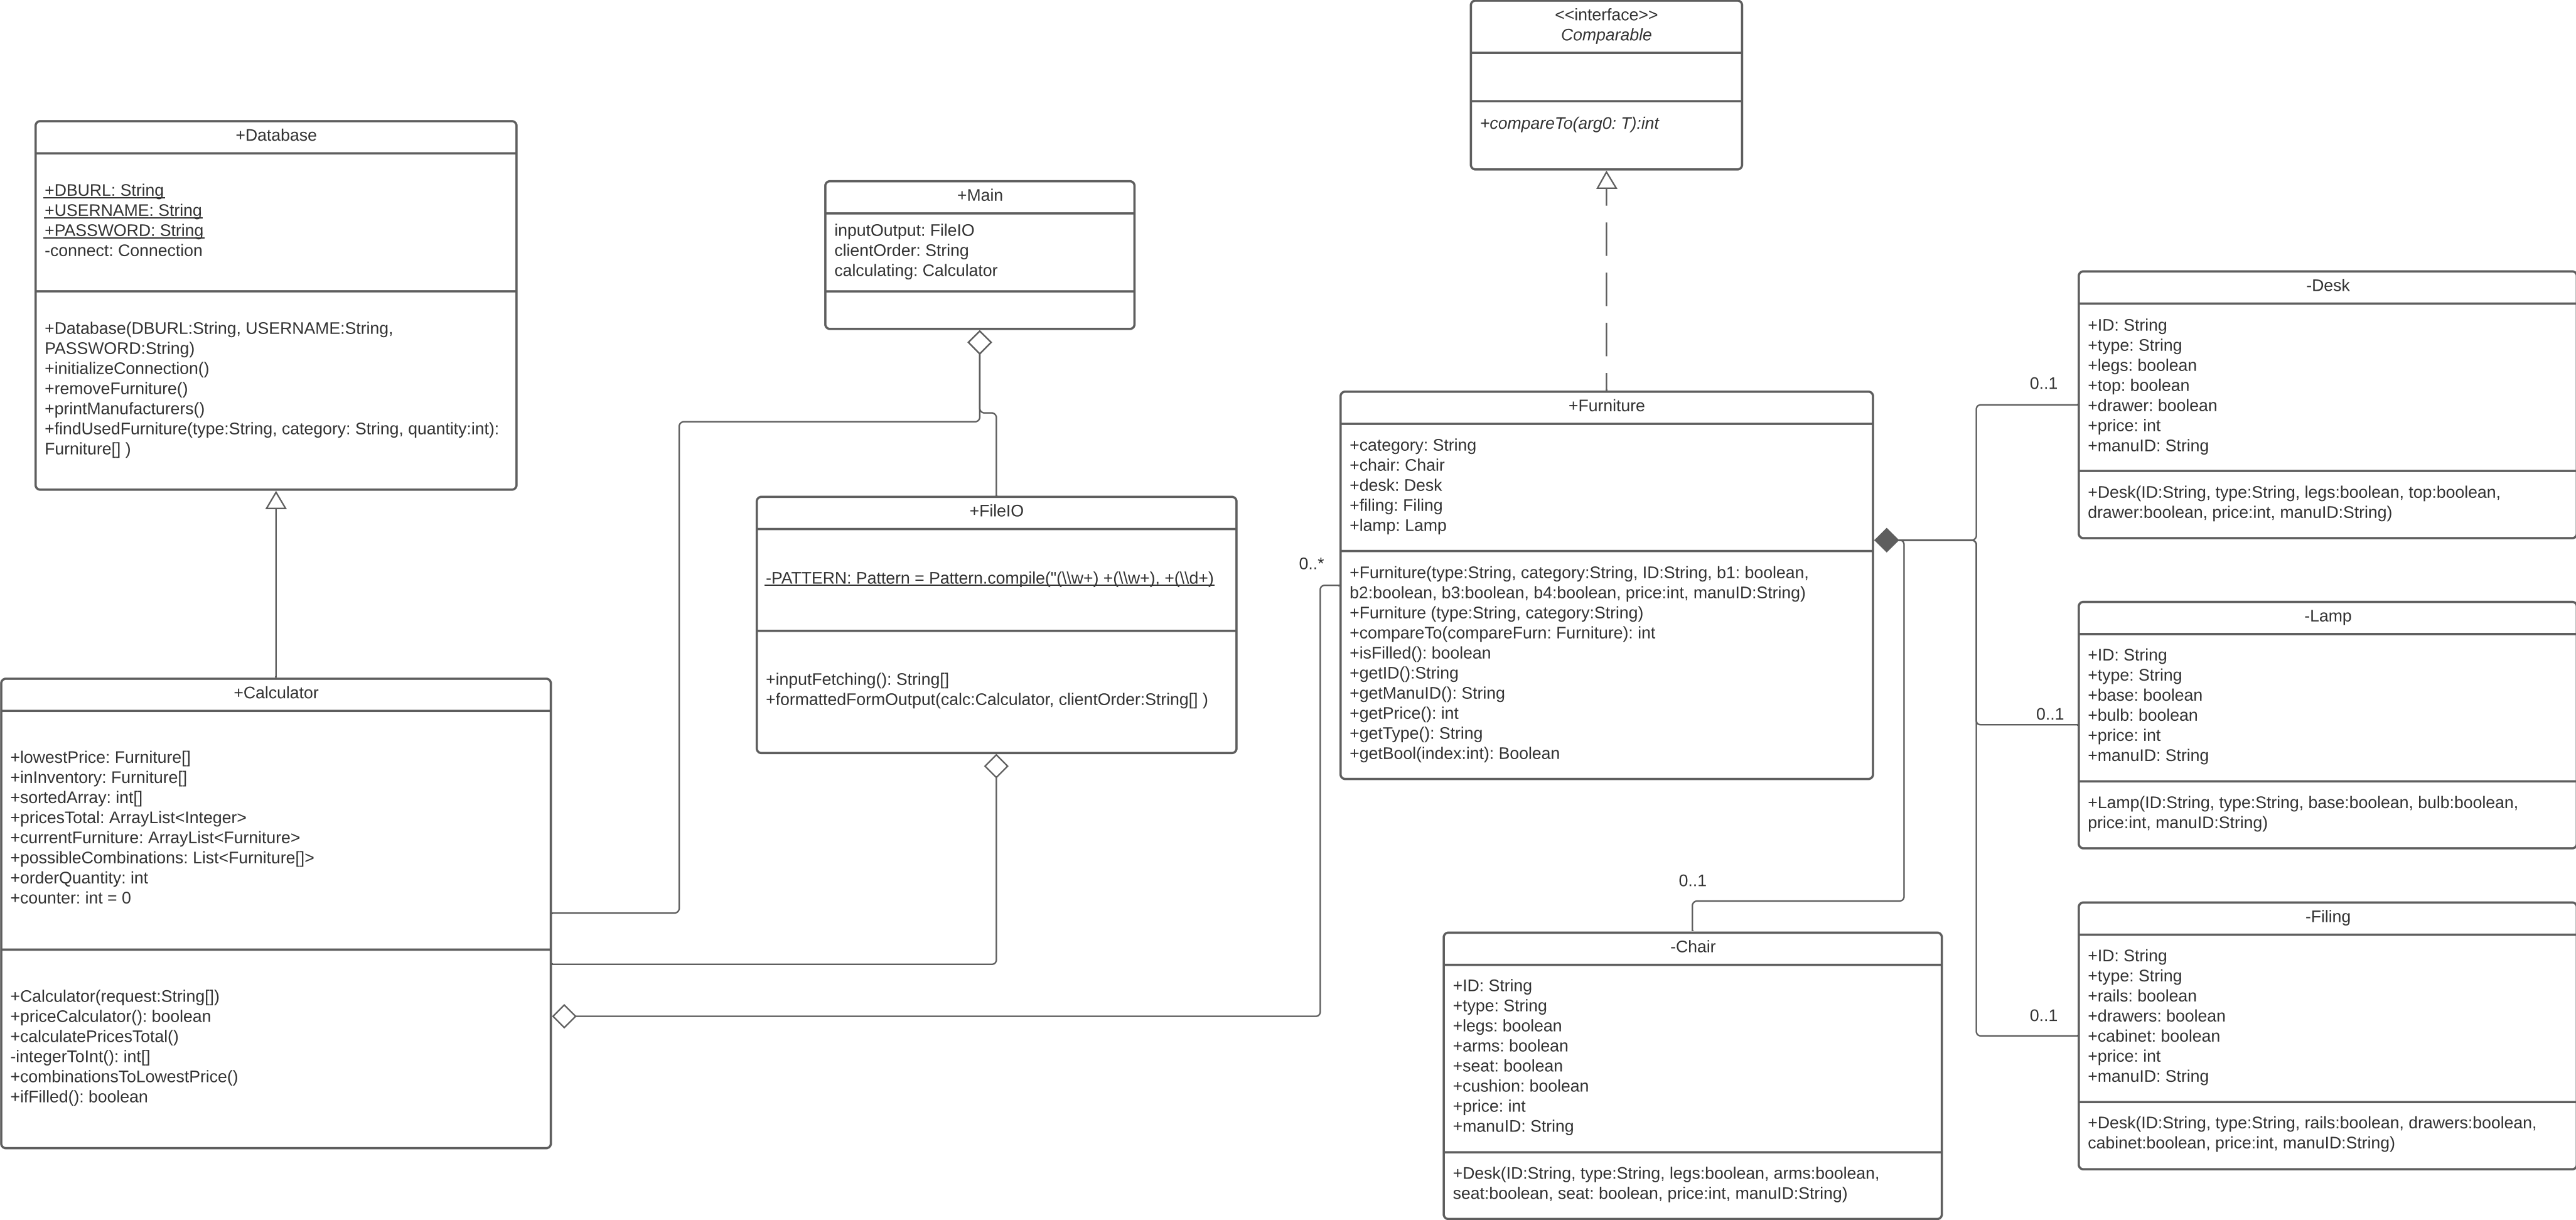 <<interface>>
Comparable
+compareTo(arg0: T):int
+Database
+DBURL: String
+USERNAME: String
+PASSWORD: String
-connect: Connection
+Database(DBURL:String, USERNAME:String,
PASSWORD:String)
+initializeConnection()
+removeFurniture()
+printManufacturers()
+findUsedFurniture(type:String, category: String, quantity:int):
Furniture[] )
+Main
inputOutput: FileIO
clientOrder: String
calculating: Calculator
+FileIO
-PATTERN: Pattern = Pattern.compile("(\\w+) +(\\w+), +(\\d+)
+inputFetching(): String[]
+formattedFormOutput(calc:Calculator, clientOrder:String[] )
+Calculator
+lowestPrice: Furniture[]
+inInventory: Furniture[]
+sortedArray: int[]
+pricesTotal: ArrayList<Integer>
+currentFurniture: ArrayList<Furniture>
+possibleCombinations: List<Furniture[]>
+orderQuantity: int
+counter: int = 0
+Calculator(request:String[])
+priceCalculator(): boolean
+calculatePricesTotal()
-integerToInt(): int[]
+combinationsToLowestPrice()
+ifFilled(): boolean
0..*
+Furniture
+category: String
+chair: Chair
+desk: Desk
+filing: Filing
+lamp: Lamp
+Furniture(type:String, category:String, ID:String, b1: boolean,
b2:boolean, b3:boolean, b4:boolean, price:int, manuID:String)
+Furniture (type:String, category:String)
+compareTo(compareFurn: Furniture): int
+isFilled(): boolean
+getID():String
+getManuID(): String
+getPrice(): int
+getType(): String
+getBool(index:int): Boolean
0..1
-Desk
+ID: String
+type: String
+legs: boolean
+top: boolean
+drawer: boolean
+price: int
+manuID: String
+Desk(ID:String, type:String, legs:boolean, top:boolean,
drawer:boolean, price:int, manuID:String)
0..1
-Lamp
+ID: String
+type: String
+base: boolean
+bulb: boolean
+price: int
+manuID: String
+Lamp(ID:String, type:String, base:boolean, bulb:boolean,
price:int, manuID:String)
0..1
-Chair
+ID: String
+type: String
+legs: boolean
+arms: boolean
+seat: boolean
+cushion: boolean
+price: int
+manuID: String
+Desk(ID:String, type:String, legs:boolean, arms:boolean,
seat:boolean, seat: boolean, price:int, manuID:String)
0..1
-Filing
+ID: String
+type: String
+rails: boolean
+drawers: boolean
+cabinet: boolean
+price: int
+manuID: String
+Desk(ID:String, type:String, rails:boolean, drawers:boolean,
cabinet:boolean, price:int, manuID:String)